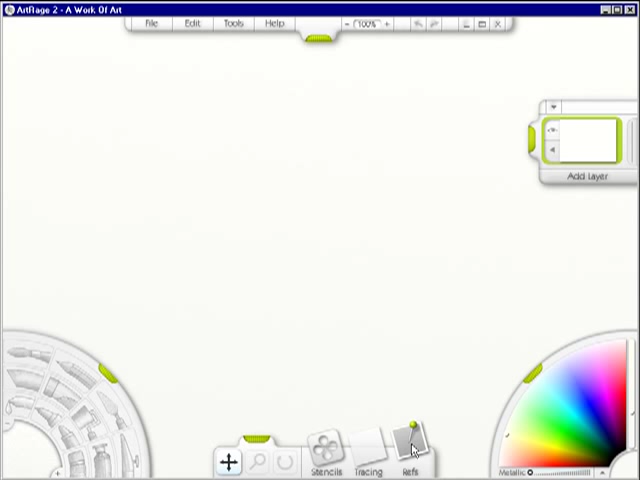 ArtRage 2 - A Work Of Art
File Edit Tools Help - 100% +
Add Layer
Metallic
Stencils Tracing Refs